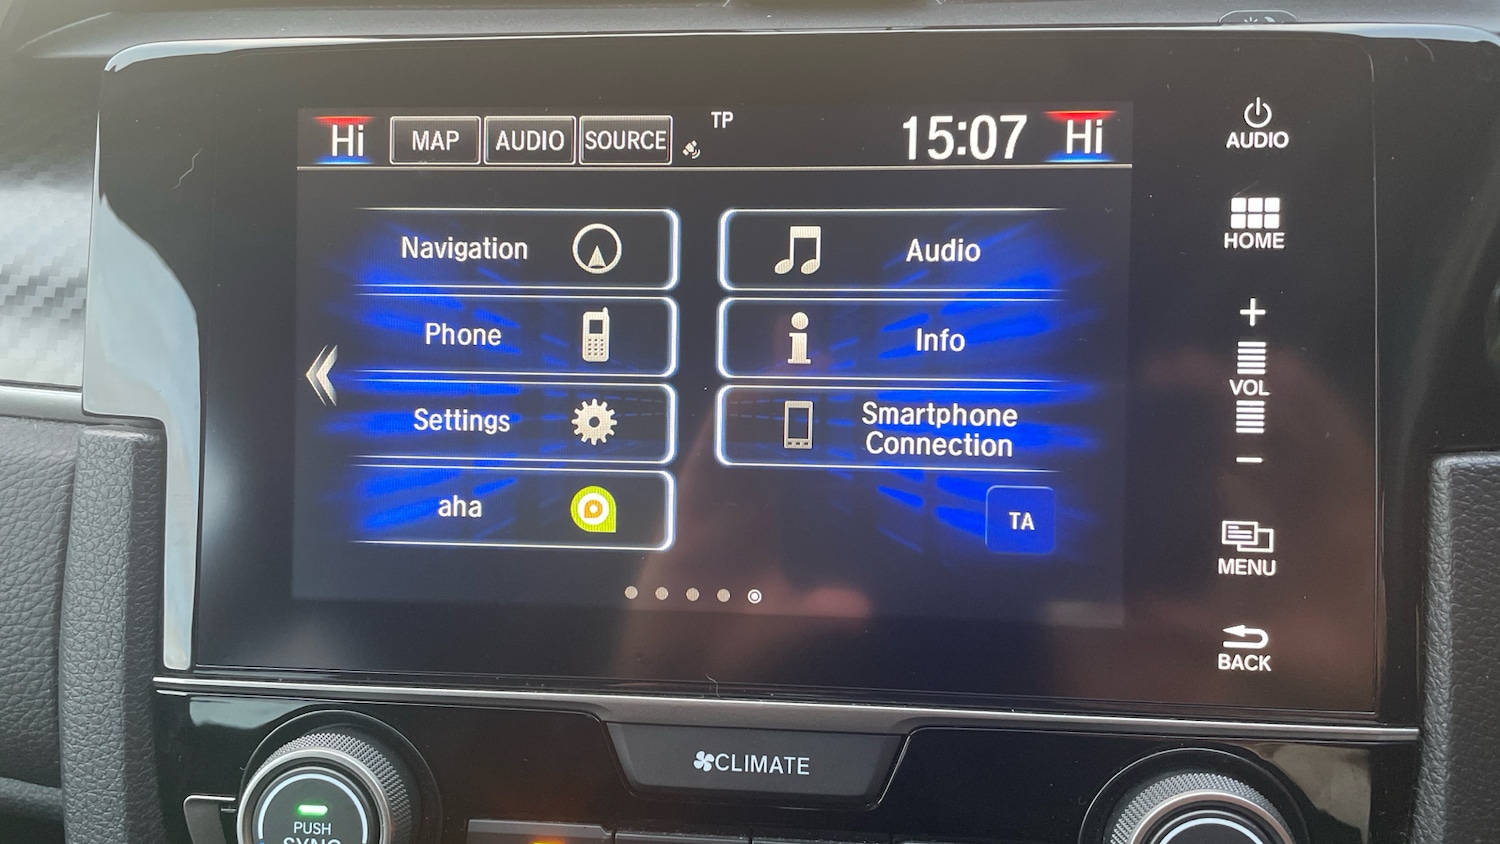 Hi MAP AUDIO SOURCE TP 15:07 Hi
Navigation
Audio
Phone
Info
Settings
Smartphone
Connection
aha
TA
AUDIO
HOME
+
VOL
-
MENU
BACK
CLIMATE
PUSH
SYNC